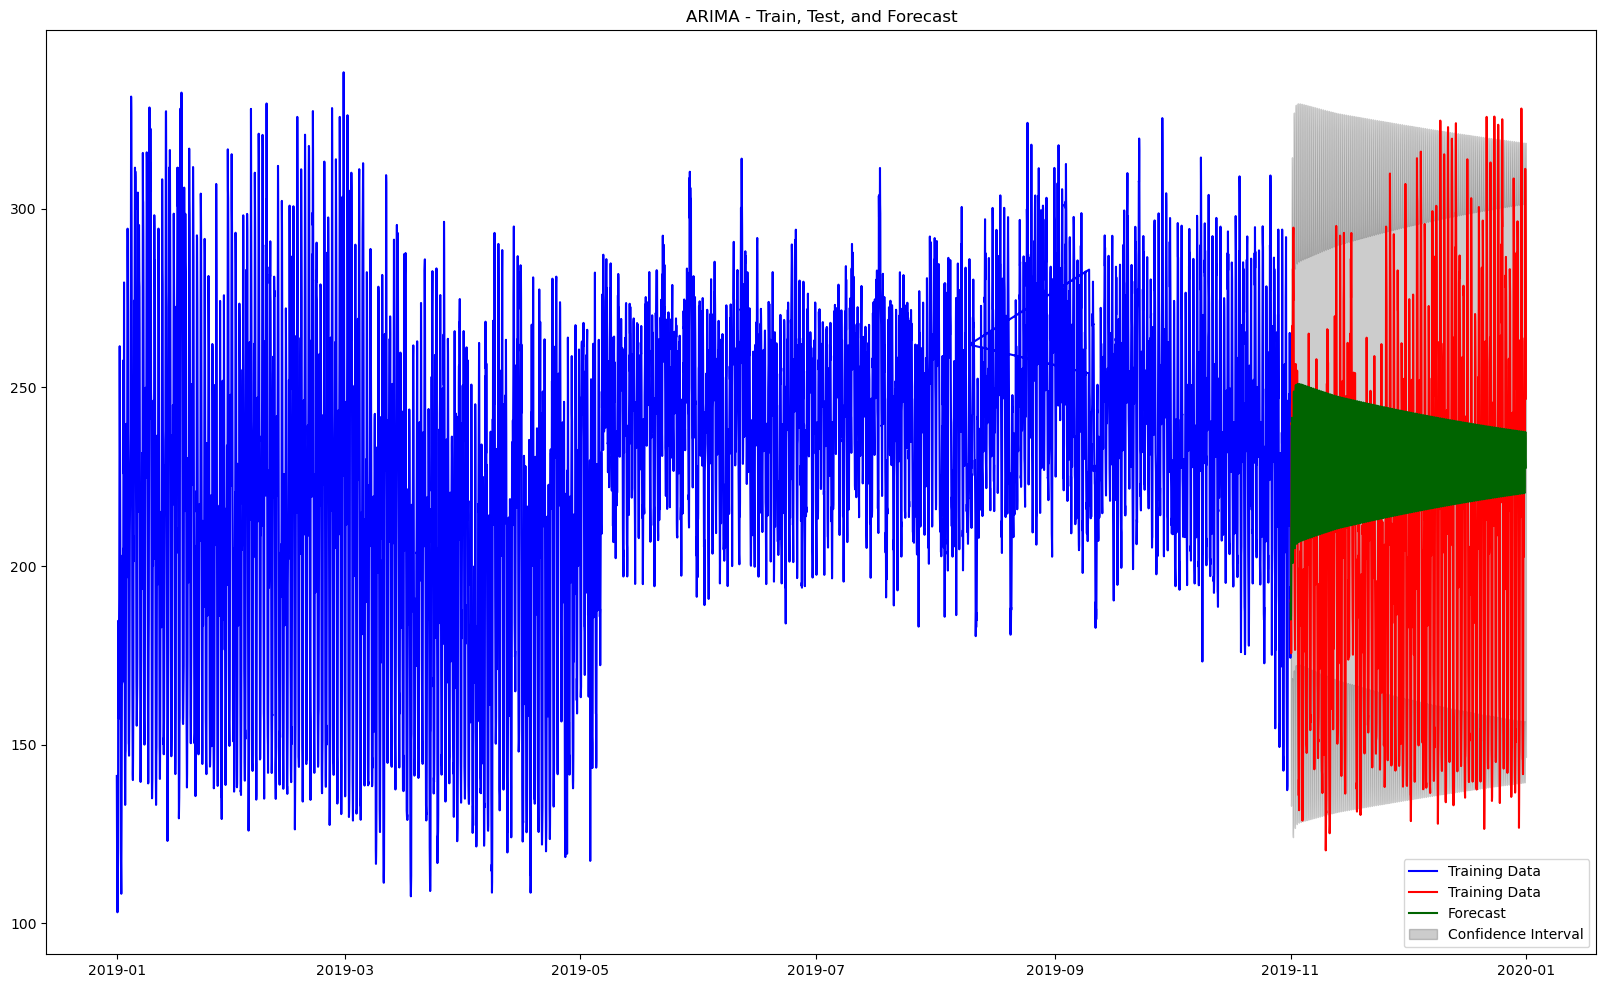 ARIMA - Train, Test, and Forecast
300
250
200
150
100
2019-01
2019-03
2019-05
2019-07
2019-09
2019-11
2020-01
Training Data
Training Data
Forecast
Confidence Interval